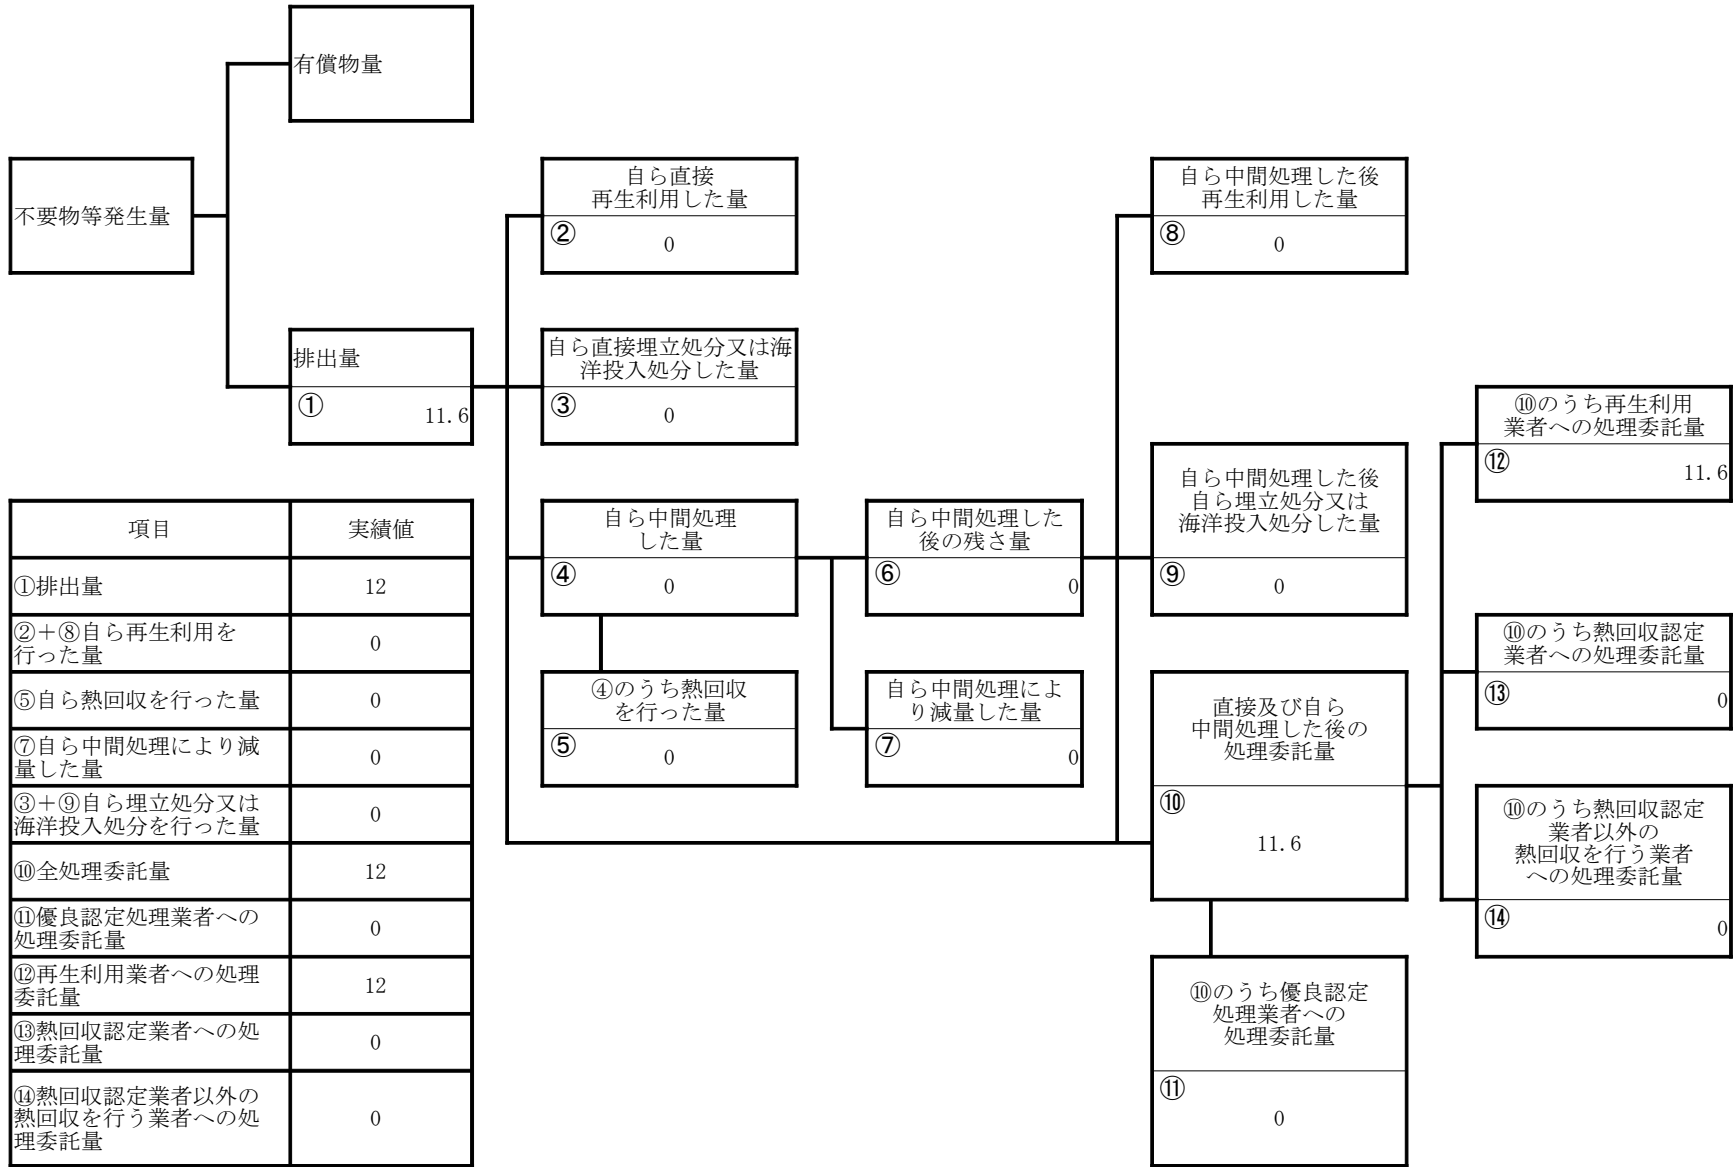 有償物量
不要物等発生量
自ら直接
再生利用した量
②
0
自ら中間処理した後
再生利用した量
⑧
0
排出量
①
11.6
自ら直接埋立処分又は海
洋投入処分した量
③
0
⑩のうち再生利用
業者への処理委託量
⑫
11.6
自ら中間処理
した量
④
0
自ら中間処理した
後の残さ量
⑥
0
自ら中間処理した後
自ら埋立処分又は
海洋投入処分した量
⑨
0
⑩のうち熱回収認定
業者への処理委託量
⑬
0
④のうち熱回収
を行った量
⑤
0
自ら中間処理によ
り減量した量
⑦
0
直接及び自ら
中間処理した後の
処理委託量
⑩
11.6
⑩のうち熱回収認定
業者以外の
熱回収を行う業者
への処理委託量
⑭
0
⑩のうち優良認定
処理業者への
処理委託量
⑪
0
項目 実績値
①排出量 12
②+⑧自ら再生利用を
行った量 0
⑤自ら熱回収を行った量 0
⑦自ら中間処理により減
量した量 0
③+⑨自ら埋立処分又は
海洋投入処分を行った量 0
⑩全処理委託量 12
⑪優良認定処理業者への
処理委託量 0
⑫再生利用業者への処理
委託量 12
⑬熱回収認定業者への処
理委託量 0
⑭熱回収認定業者以外の
熱回収を行う業者への処
理委託量 0